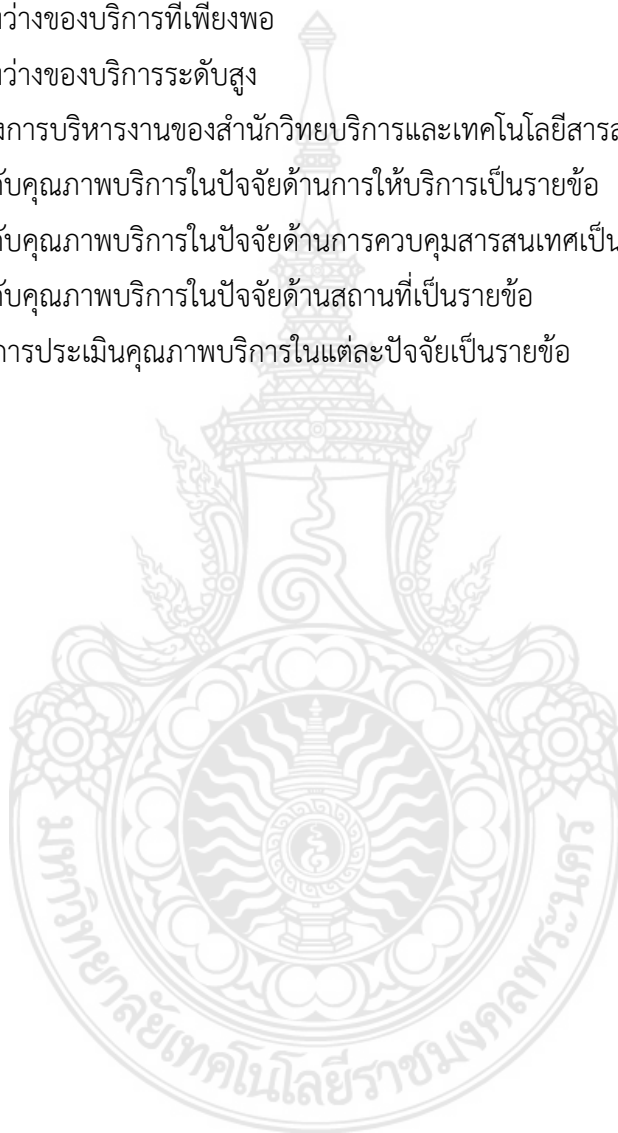 ว่างของบริการที่เพียงพอ
ว่างของบริการระดับสูง
งการบริหารงานของสำนักวิทยบริการและเทคโนโลยีสารส
ับคุณภาพบริการในปัจจัยด้านการให้บริการเป็นรายข้อ
ับคุณภาพบริการในปัจจัยด้านการควบคุมสารสนเทศเป็น
ับคุณภาพบริการในปัจจัยด้านสถานที่เป็นรายข้อ
การประเมินคุณภาพบริการในแต่ละปัจจัยเป็นรายข้อ
มหาวิทยาลัยเทคโนโลยีราชมงคลพระนคร